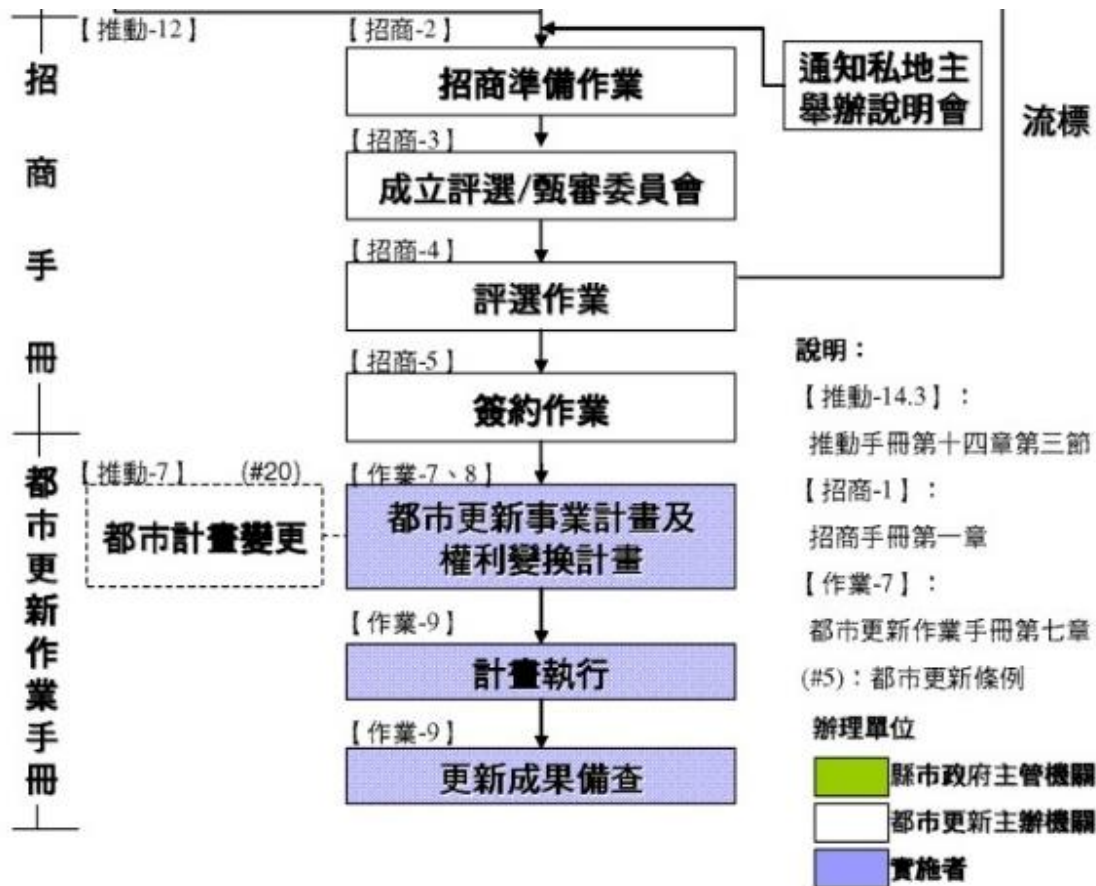 【推動-12】
【招商-2】
招商準備作業
通知私地主
舉辦說明會
流標
招商手冊
【招商-3】
成立評選/甄審委員會
【招商-4】
評選作業
【招商-5】
簽約作業
都市更新作業手冊
【推動-7】 (#20)
都市計畫變更
【作業-7、8】
都市更新事業計畫及
權利變換計畫
【作業-9】
計畫執行
【作業-9】
更新成果備查
說明：
【推動-14.3】：
推動手冊第十四章第三節
【招商-1】：
招商手冊第一章
【作業-7】：
都市更新作業手冊第七章
(#5)：都市更新條例
辦理單位
縣市政府主管機關
都市更新主辦機關
實施者